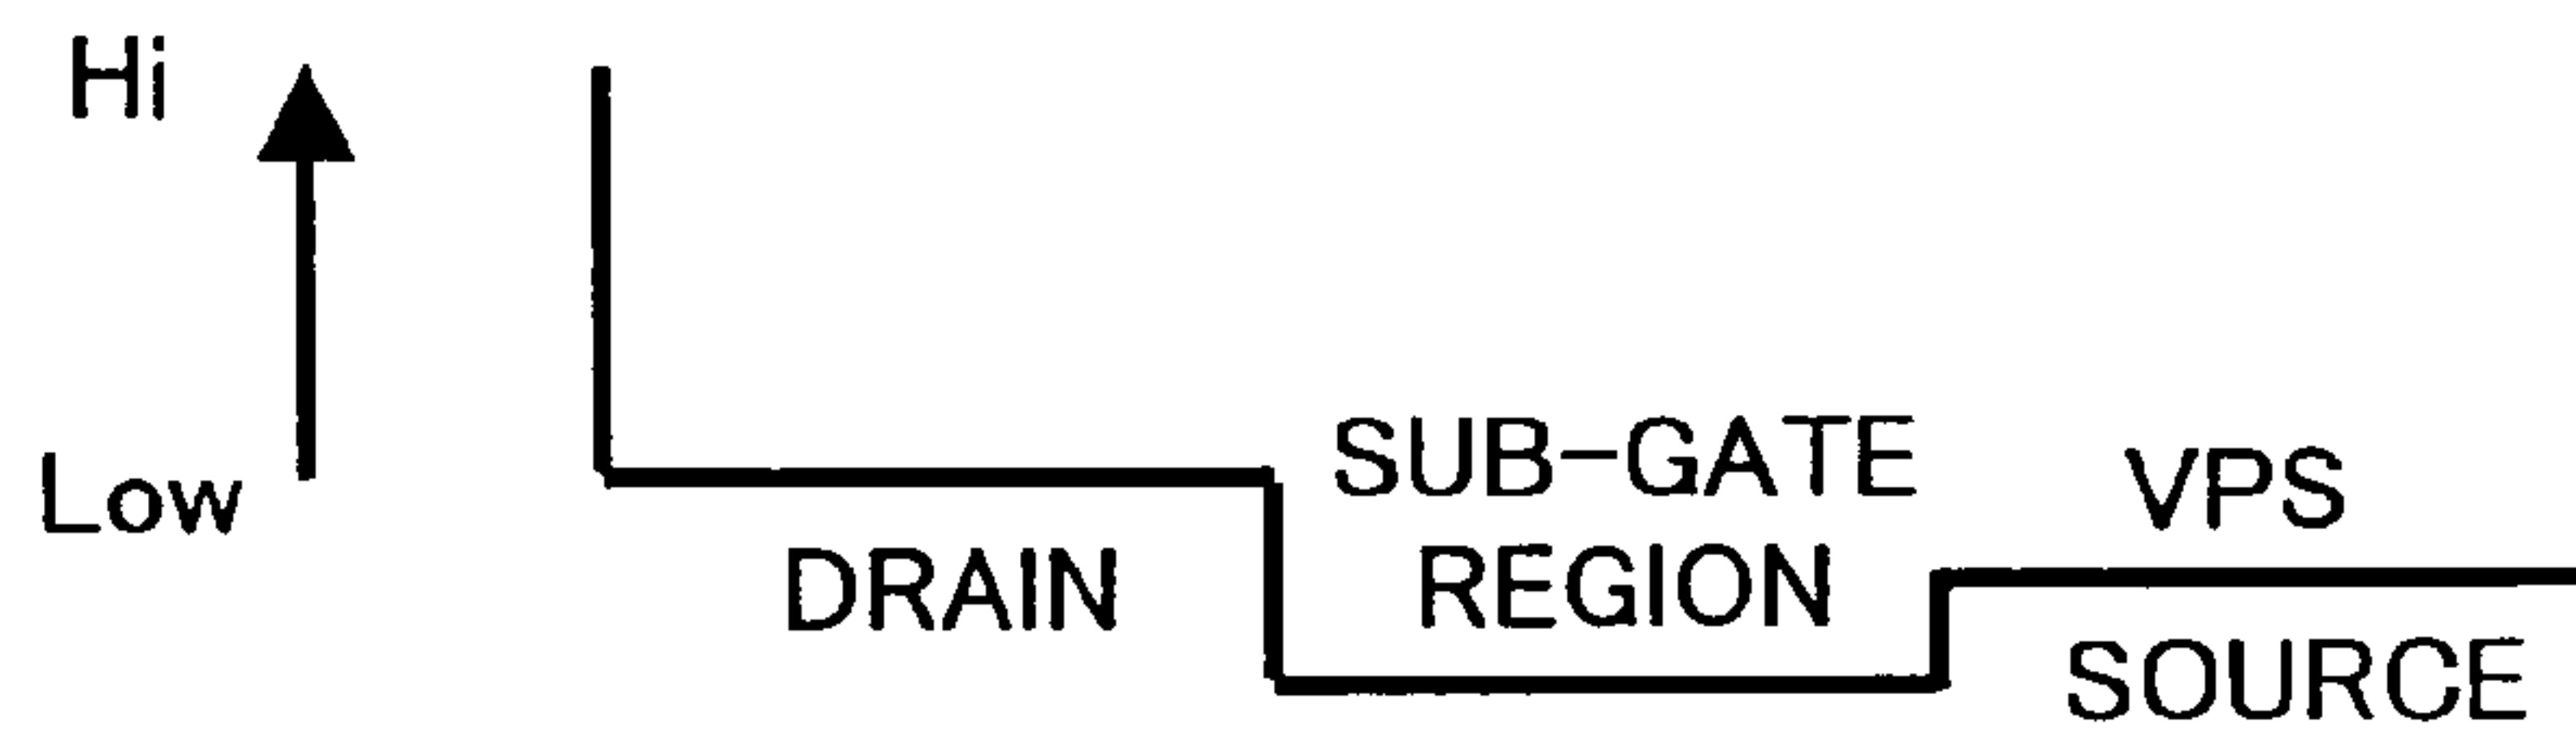 Hi
Low
DRAIN
SUB-GATE
REGION
VPS
SOURCE